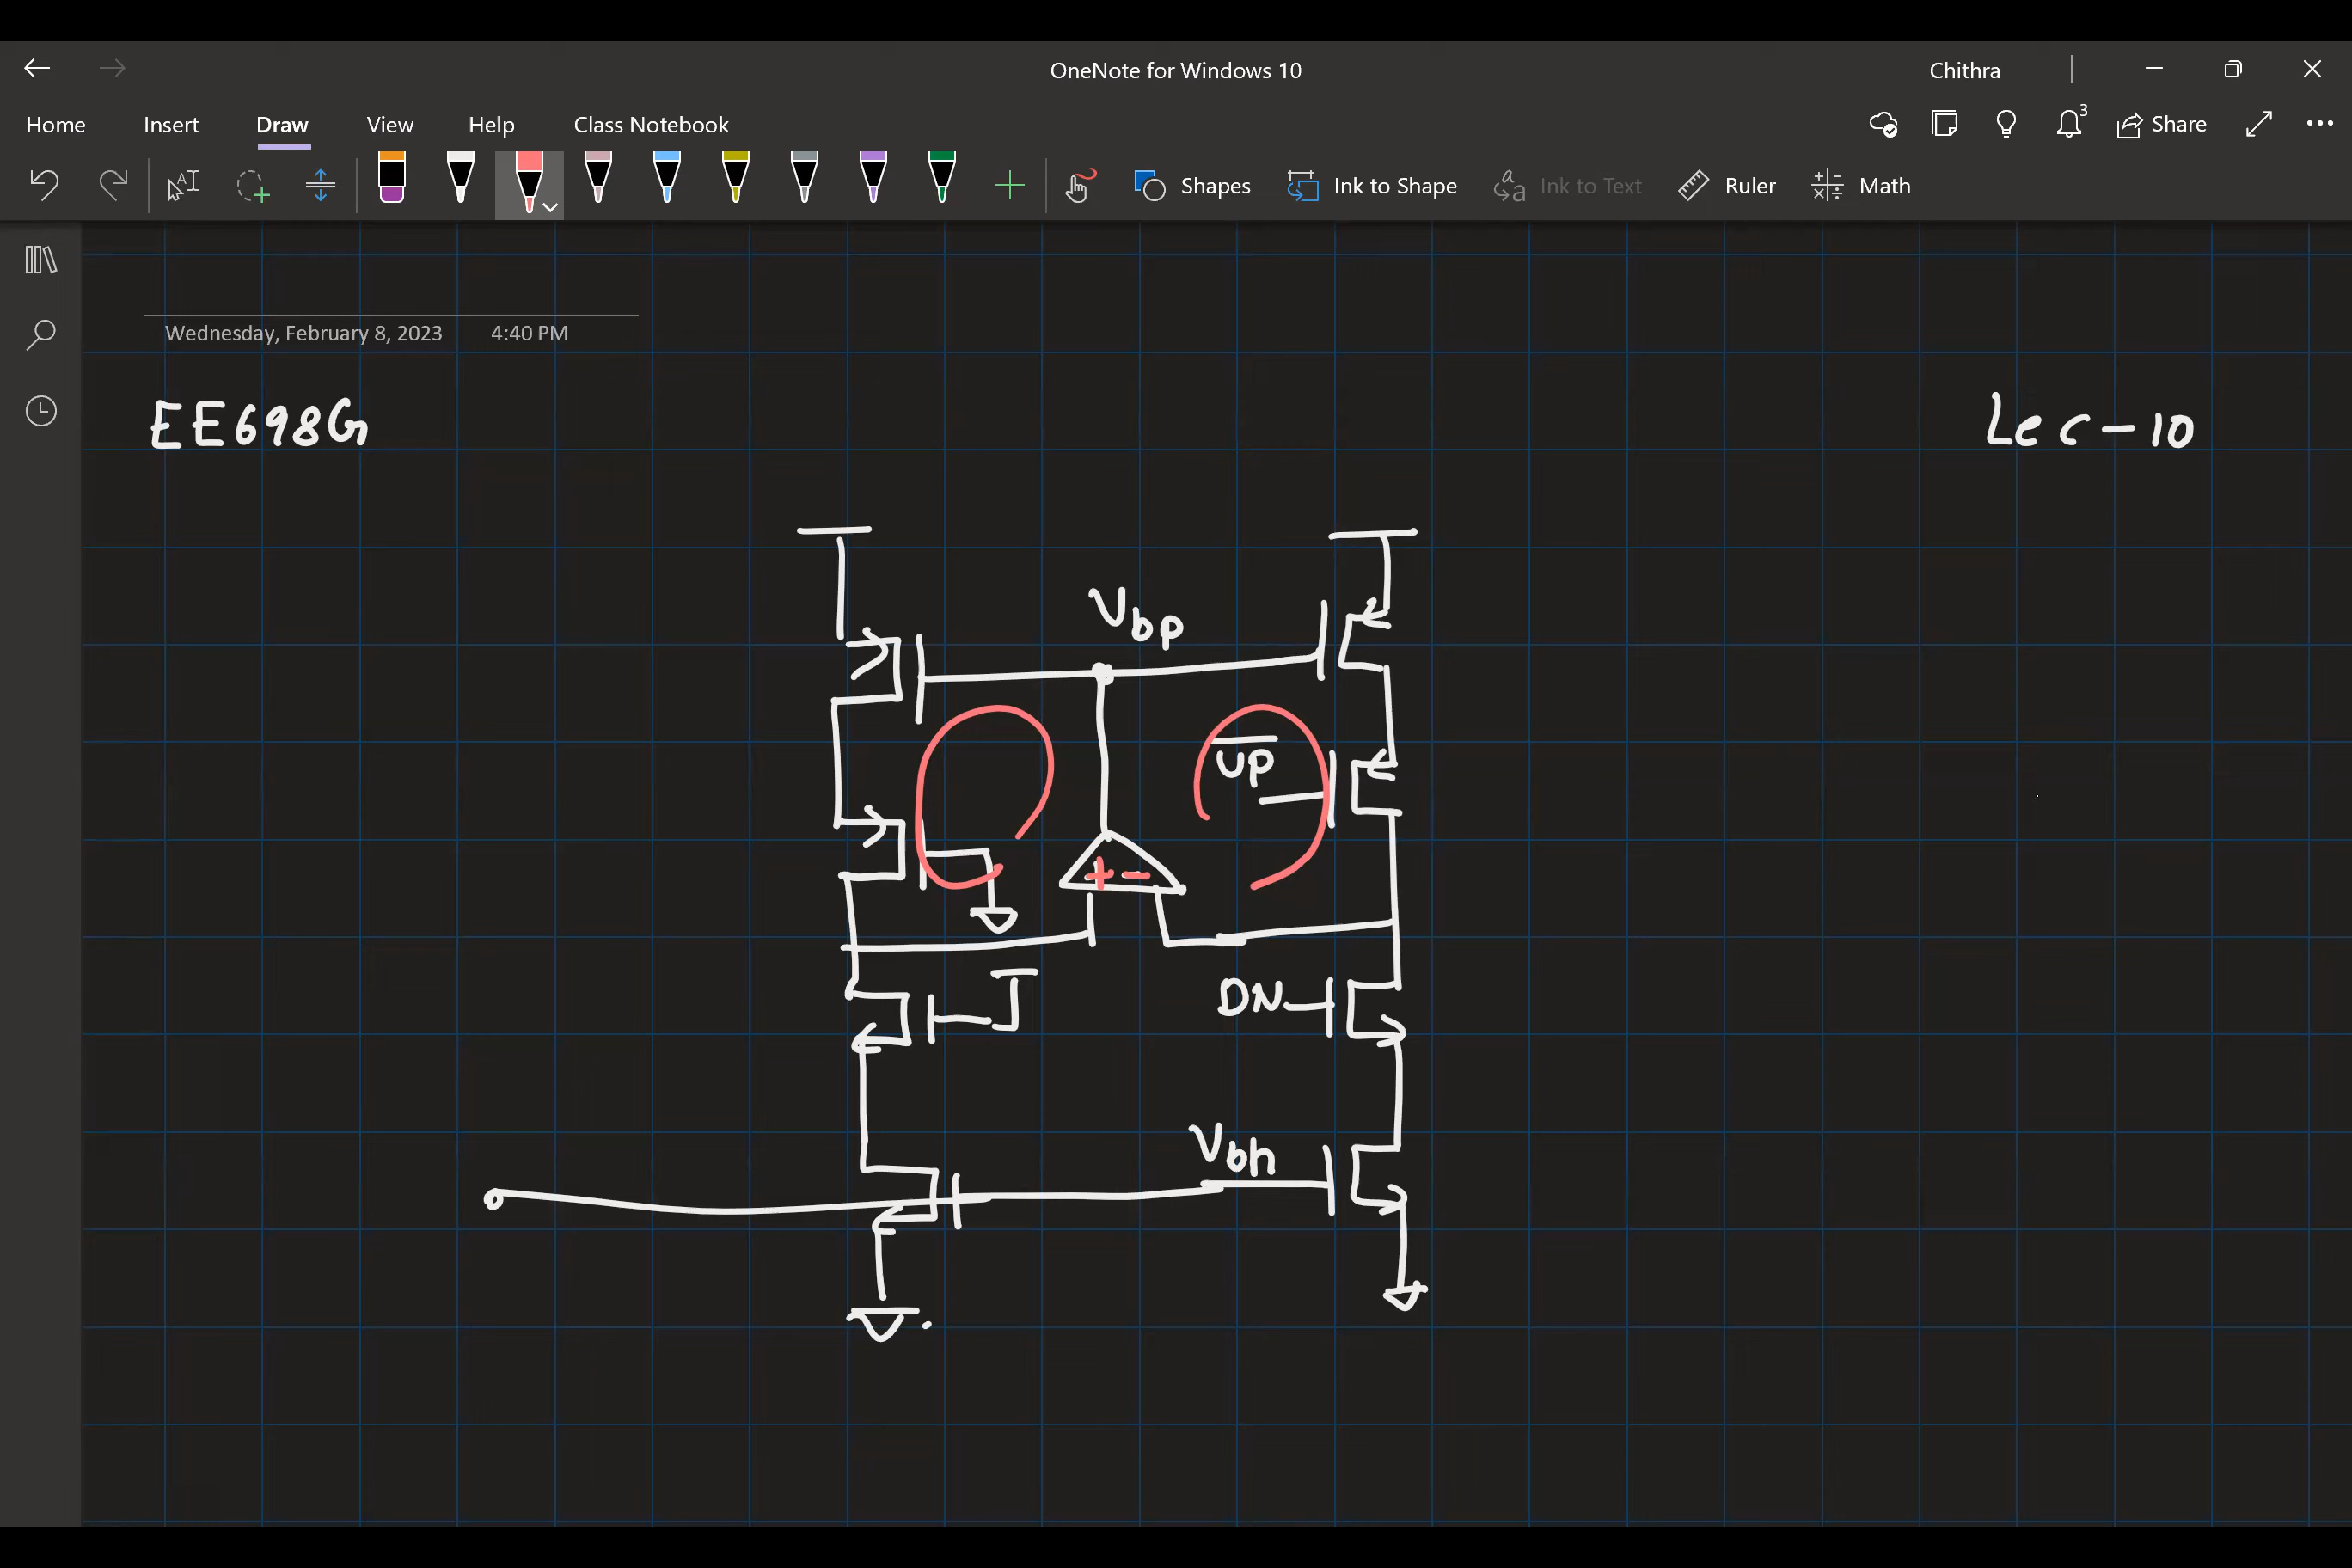 OneNote for Windows 10
Chithra
Home Insert Draw View Help Class Notebook
3
Share
Shapes Ink to Shape Ink to Text Ruler Math
Wednesday, February 8, 2023 4:40 PM
EE698G
Lec-10
Vbp
UP
+ -
DN
Vbn